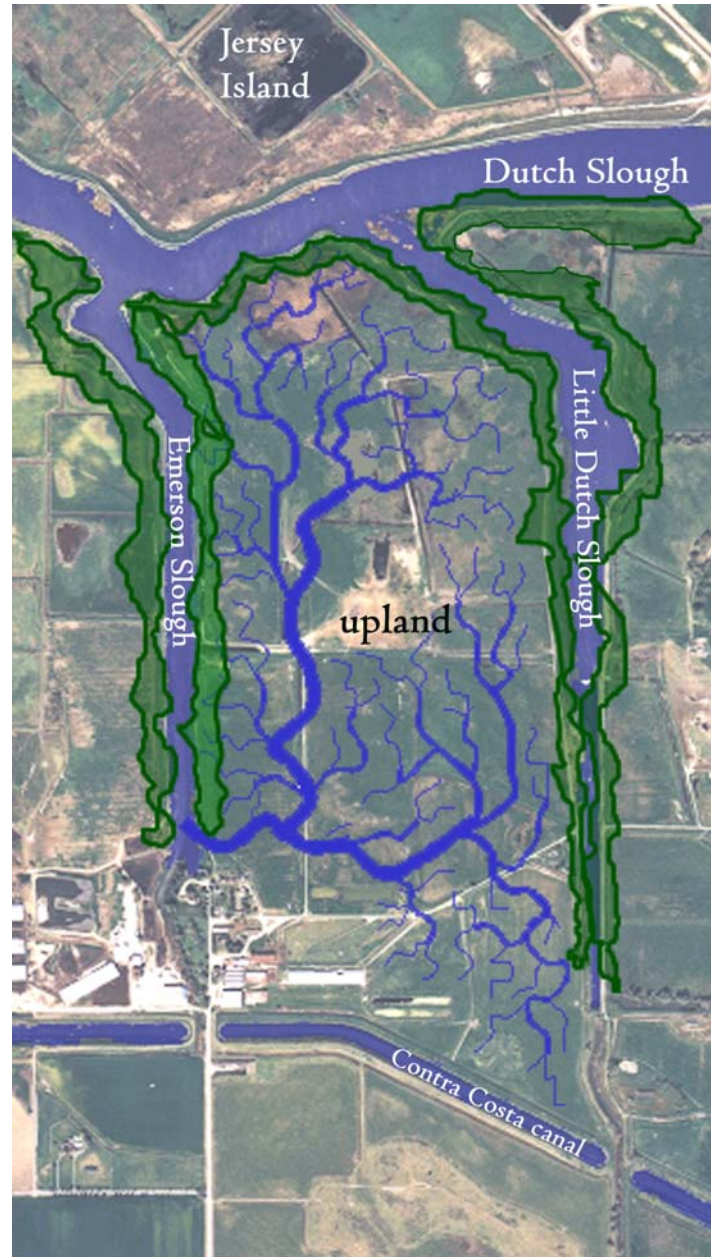 Jersey
Island
Dutch Slough
Emerson Slough
Little Dutch Slough
upland
Contra Costa canal